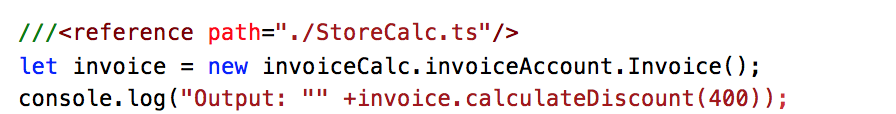 ///<reference path="./StoreCalc.ts"/>
let invoice = new invoiceCalc.invoiceAccount.Invoice();
console.log("Output: "" +invoice.calculateDiscount(400));